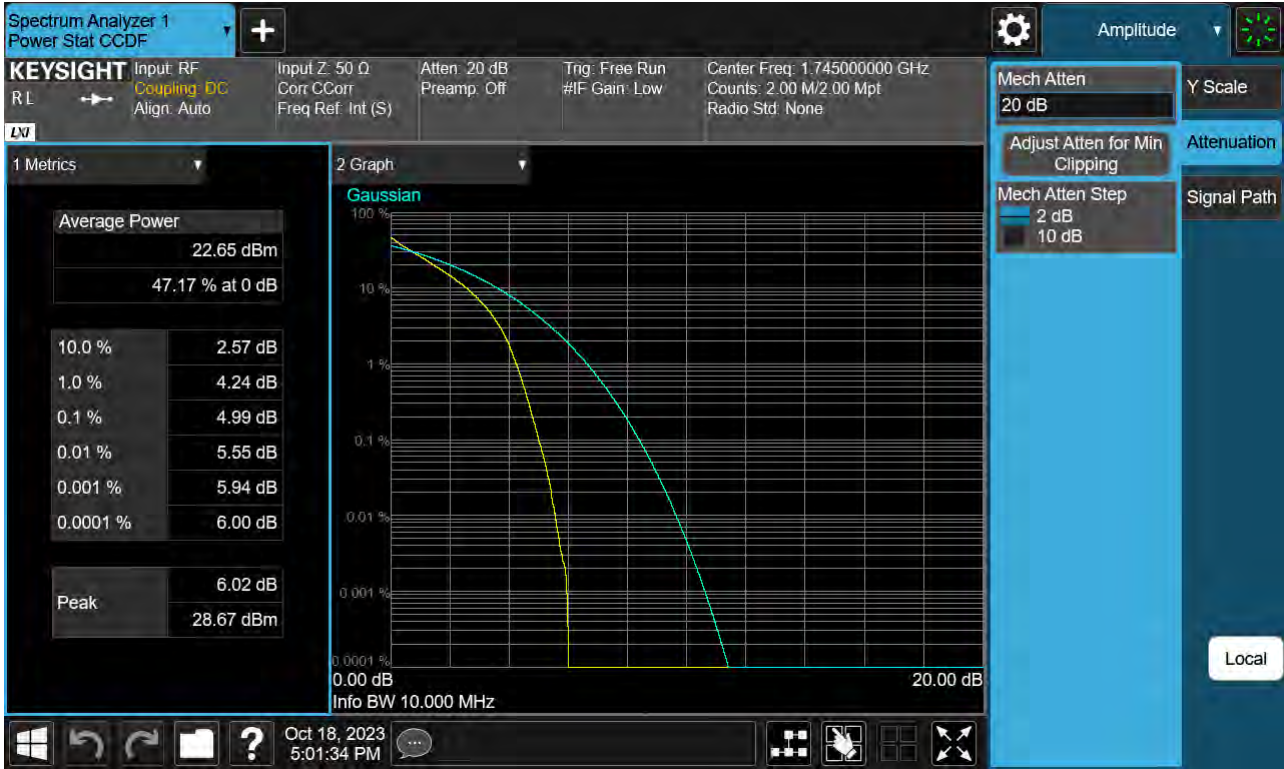 Spectrum Analyzer 1
Power Stat CCDF
Amplitude
KEYSIGHT
RL
LXI
Input: RF
Coupling: DC
Align: Auto
Input Z: 50 Ω
Corr CCorr
Freq Ref: Int (S)
Atten: 20 dB
Preamp: Off
Trig: Free Run
#IF Gain: Low
Center Freq: 1.745000000 GHz
Counts: 2.00 M/2.00 Mpt
Radio Std: None
Mech Atten
20 dB
Adjust Atten for Min
Clipping
Mech Atten Step
2 dB
10 dB
Y Scale
Attenuation
Signal Path
Local
1 Metrics
Average Power
22.65 dBm
47.17 % at 0 dB
10.0 % 2.57 dB
1.0 % 4.24 dB
0.1 % 4.99 dB
0.01 % 5.55 dB
0.001 % 5.94 dB
0.0001 % 6.00 dB
Peak
6.02 dB
28.67 dBm
2 Graph
Gaussian
100 %
10 %
1 %
0.1 %
0.01 %
0.001 %
0.0001 %
0.00 dB 20.00 dB
Info BW 10.000 MHz
?
Oct 18, 2023
5:01:34 PM